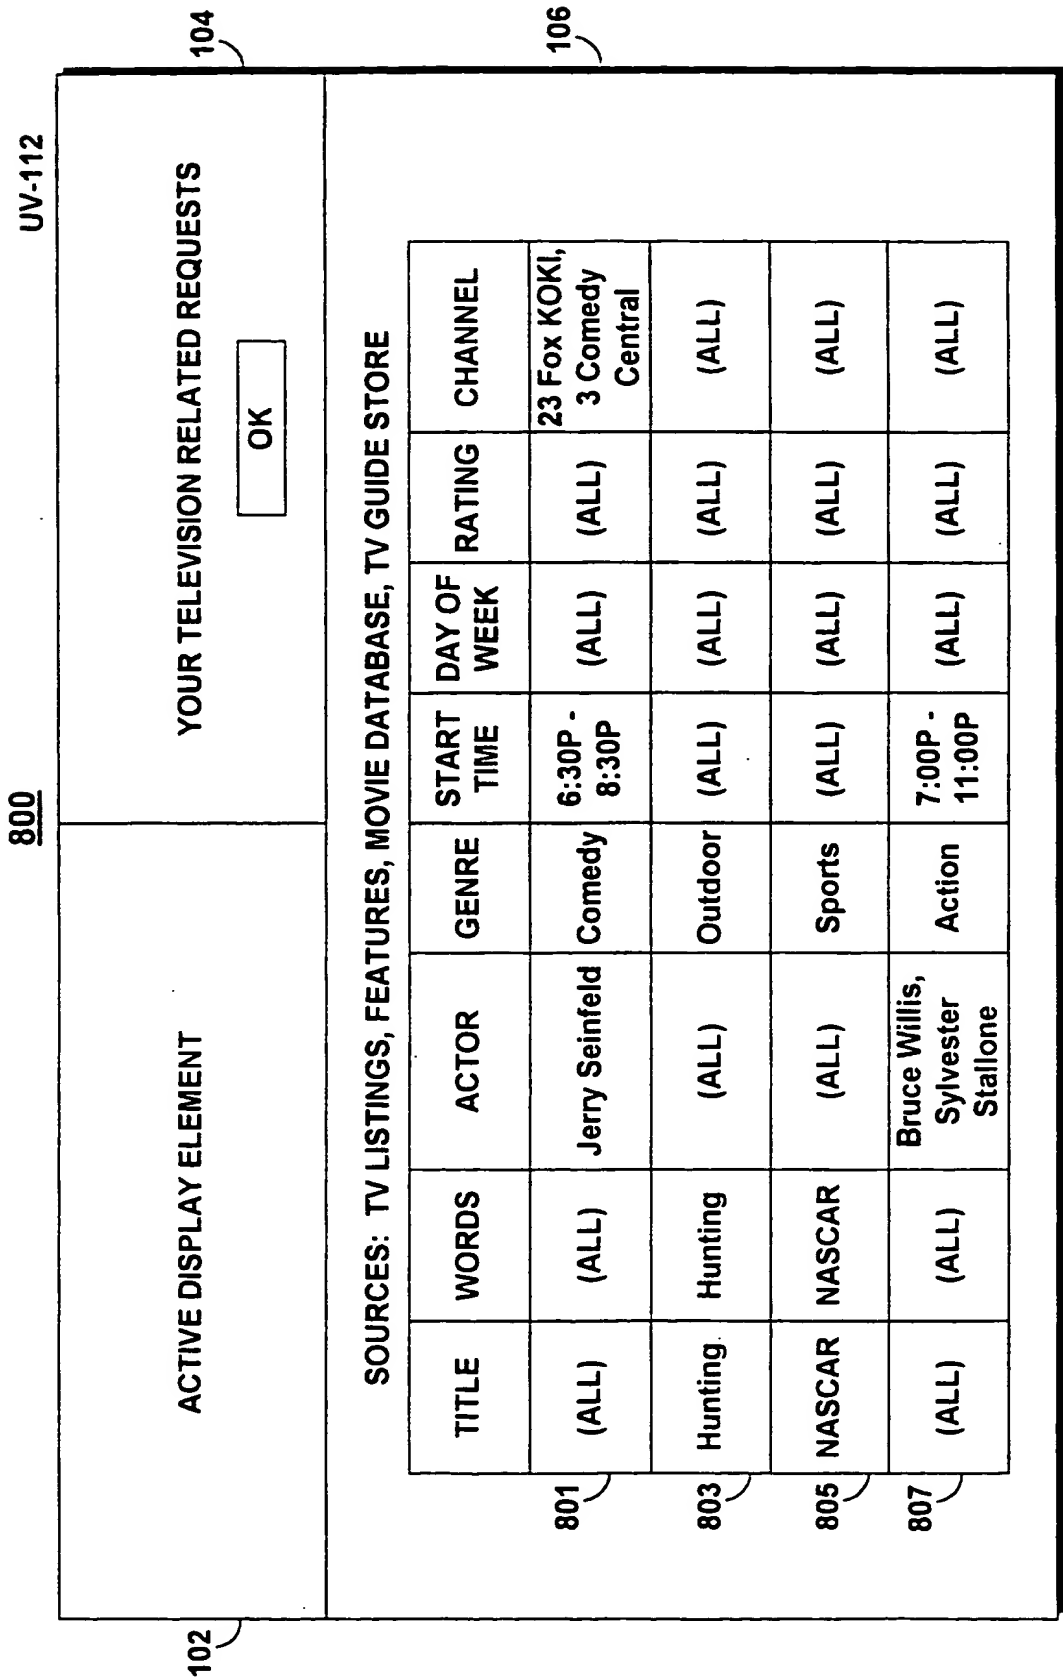 UV-112
800
ACTIVE DISPLAY ELEMENT
YOUR TELEVISION RELATED REQUESTS
OK
102
104
SOURCES: TV LISTINGS, FEATURES, MOVIE DATABASE, TV GUIDE STORE
106
TITLE WORDS ACTOR GENRE START TIME DAY OF WEEK RATING CHANNEL
801 (ALL) (ALL) Jerry Seinfeld Comedy 6:30P - 8:30P (ALL) (ALL) 23 Fox KOKI, 3 Comedy Central
803 Hunting Hunting (ALL) Outdoor (ALL) (ALL) (ALL) (ALL)
805 NASCAR NASCAR (ALL) Sports (ALL) (ALL) (ALL) (ALL)
807 (ALL) (ALL) Bruce Willis, Sylvester Stallone Action 7:00P - 11:00P (ALL) (ALL) (ALL)